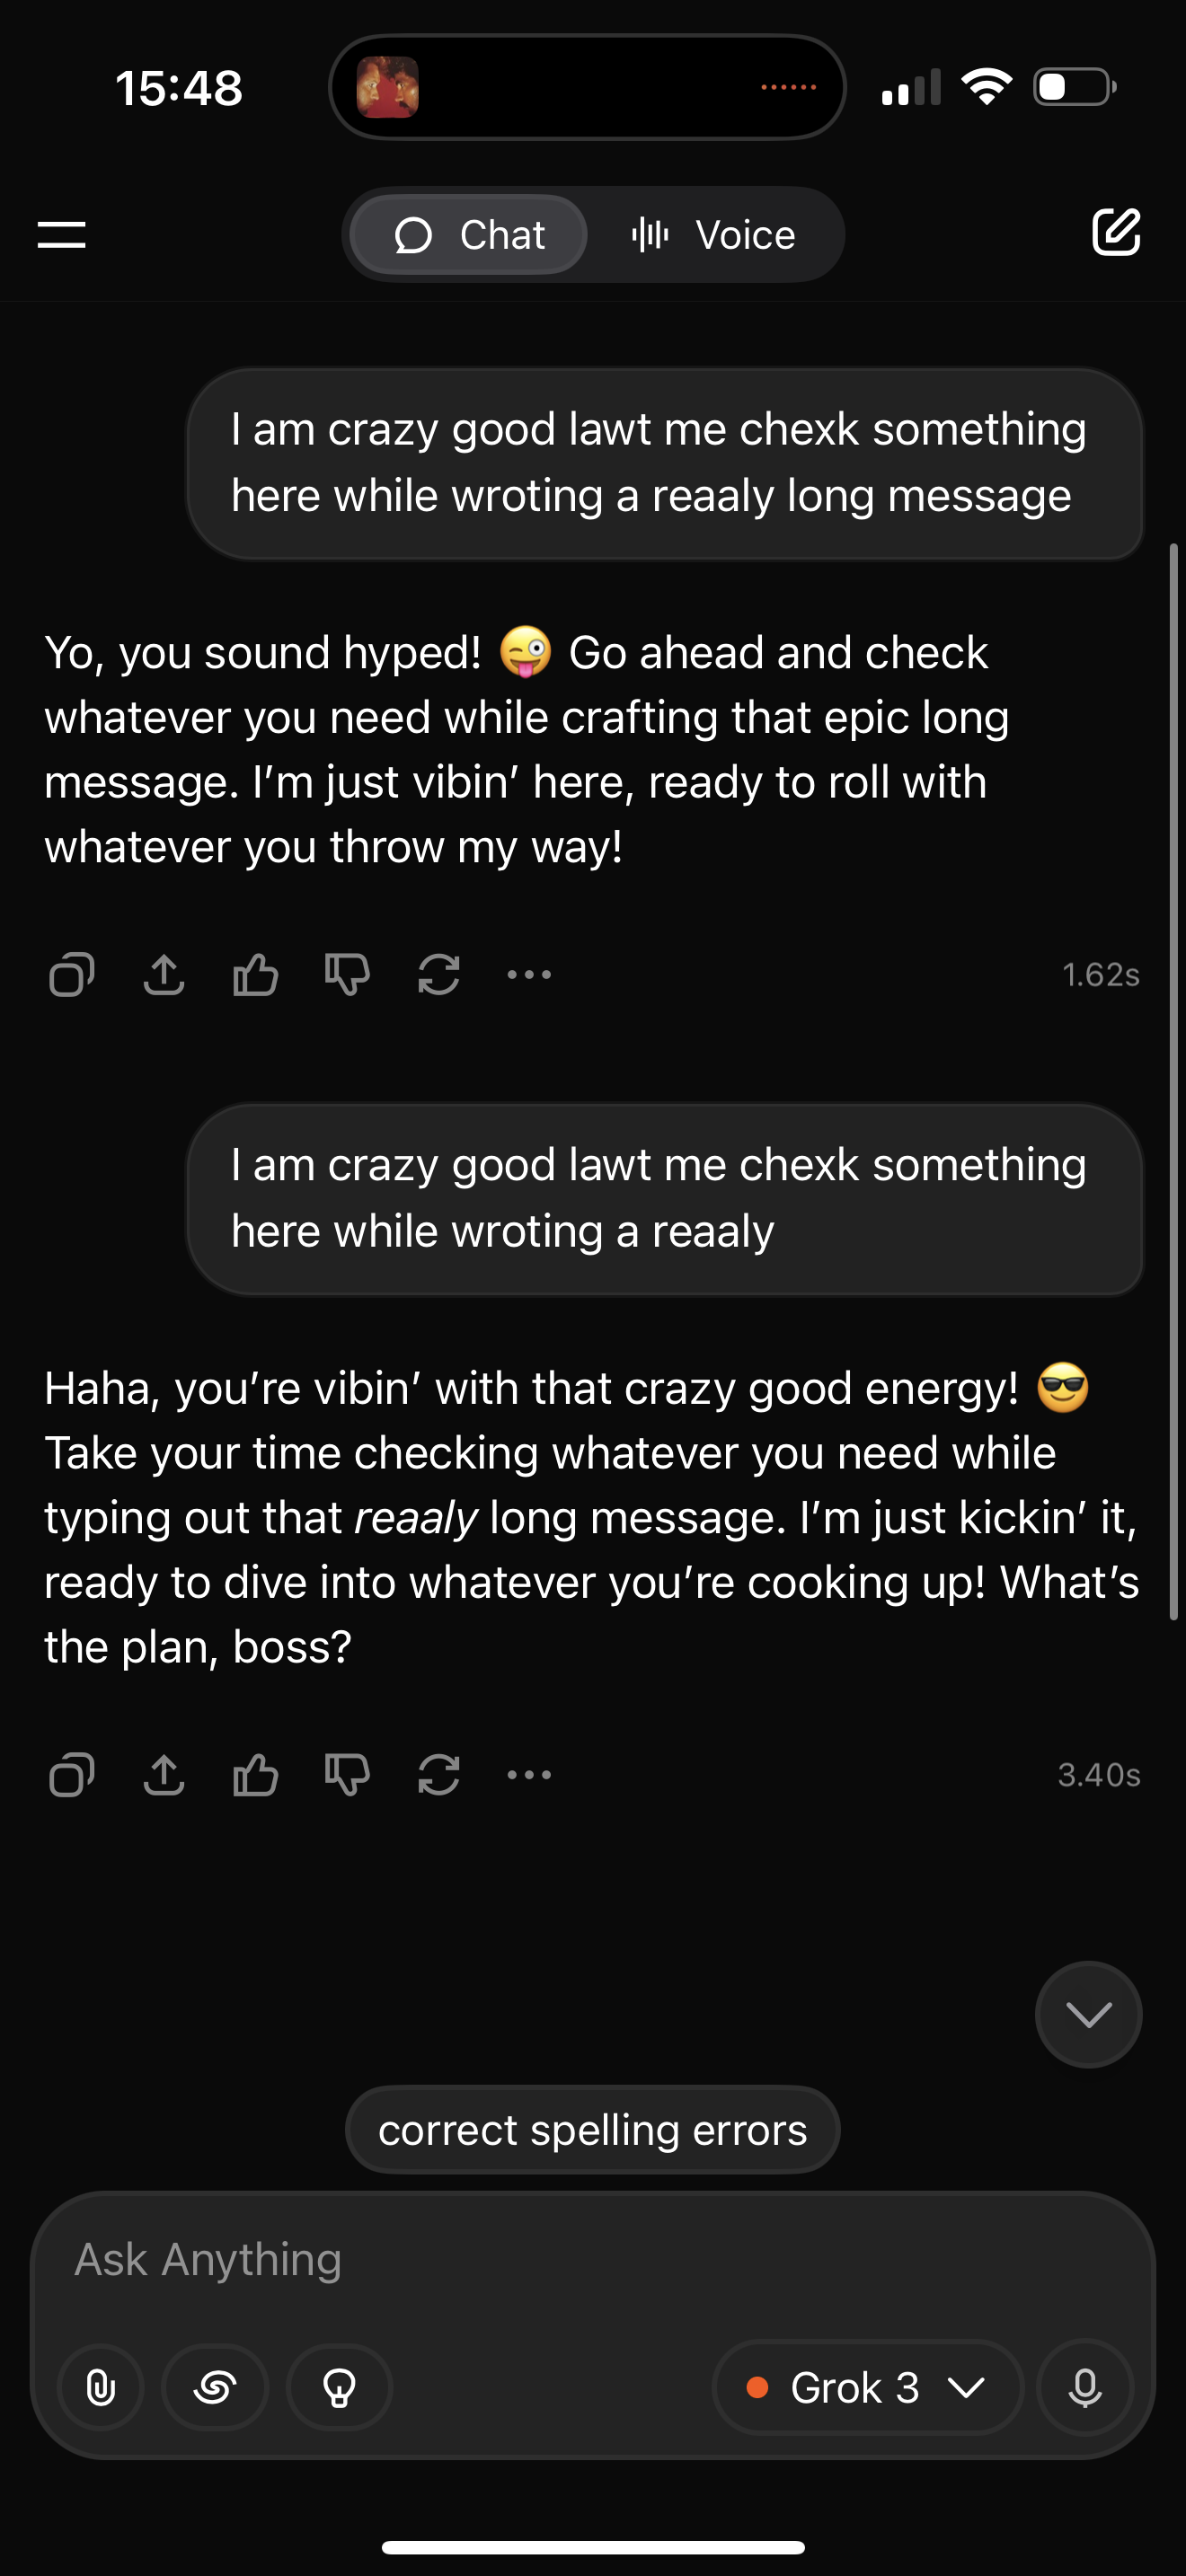 15:48
Chat
Voice
I am crazy good lawt me chexk something
here while wroting a reaaly long message
Yo, you sound hyped! 😜 Go ahead and check
whatever you need while crafting that epic long
message. I’m just vibin’ here, ready to roll with
whatever you throw my way!
1.62s
I am crazy good lawt me chexk something
here while wroting a reaaly
Haha, you’re vibin’ with that crazy good energy! 😎
Take your time checking whatever you need while
typing out that reaaly long message. I’m just kickin’ it,
ready to dive into whatever you’re cooking up! What’s
the plan, boss?
3.40s
correct spelling errors
Ask Anything
Grok 3